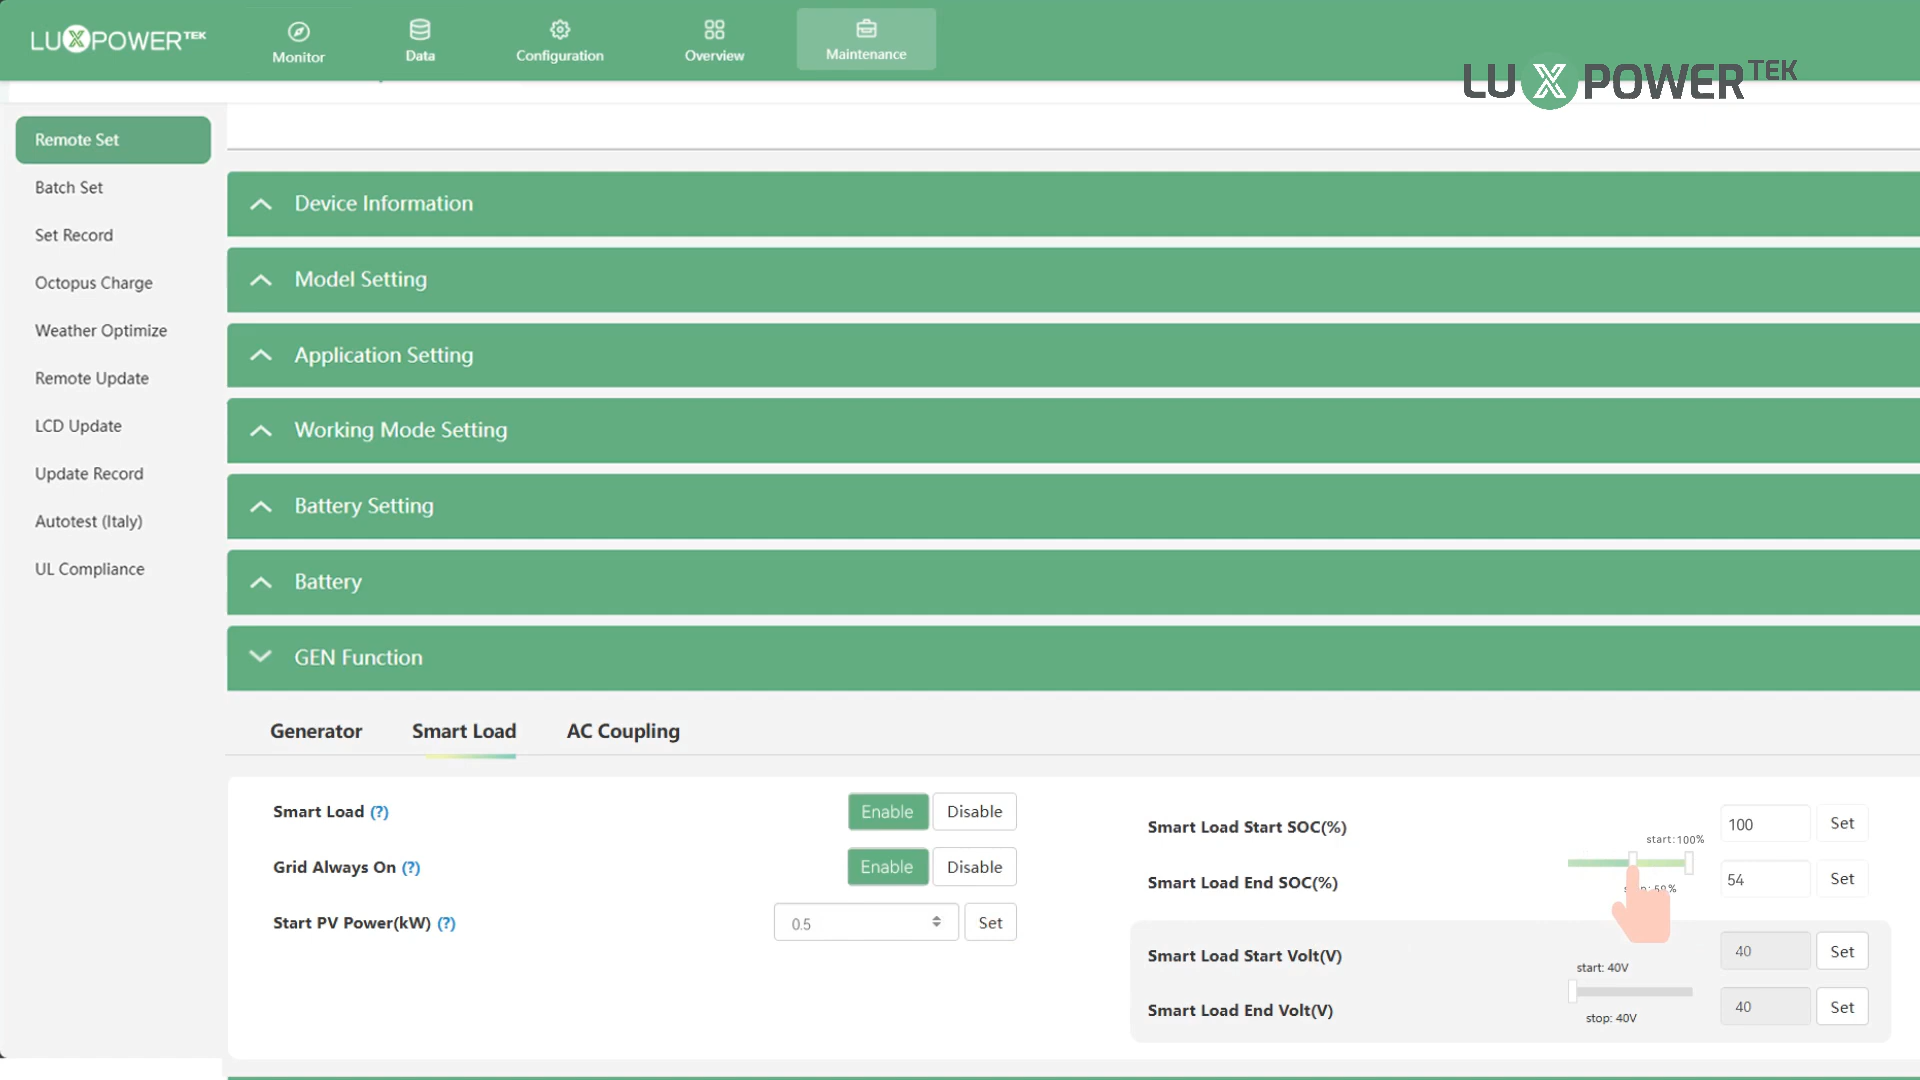 LUXPOWERTEK
Monitor
Data
Configuration
Overview
Maintenance
LUXPOWERTEK
Remote Set
Batch Set
Set Record
Octopus Charge
Weather Optimize
Remote Update
LCD Update
Update Record
Autotest (Italy)
UL Compliance
Device Information
Model Setting
Application Setting
Working Mode Setting
Battery Setting
Battery
GEN Function
Generator Smart Load AC Coupling
Smart Load (?) Enable Disable
Grid Always On (?) Enable Disable
Start PV Power(kW) (?) 0.5 Set
Smart Load Start SOC(%) 100 Set
start:100%
Smart Load End SOC(%) 54 Set
Smart Load Start Volt(V) 40 Set
start: 40V
Smart Load End Volt(V) 40 Set
stop: 40V